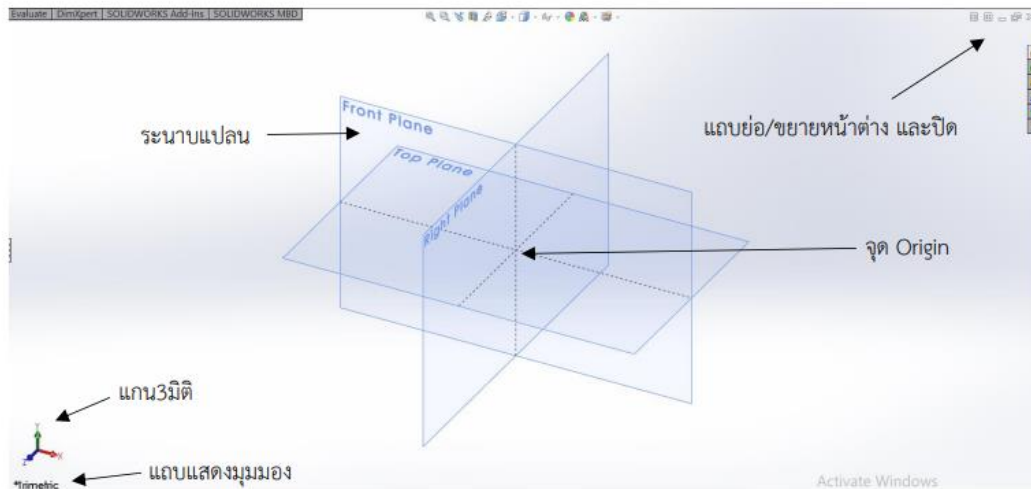 Evaluate | DimXpert | SOLIDWORKS Add-Ins | SOLIDWORKS MBD
Front Plane
ระนาบแปลน
แถบย่อ/ขยายหน้าต่าง และปิด
Top Plane
Right Plane
จุด Origin
แกน3มิติ
Y
X
Z
แถบแสดงมุมมอง
*Trimetric
Activate Windows